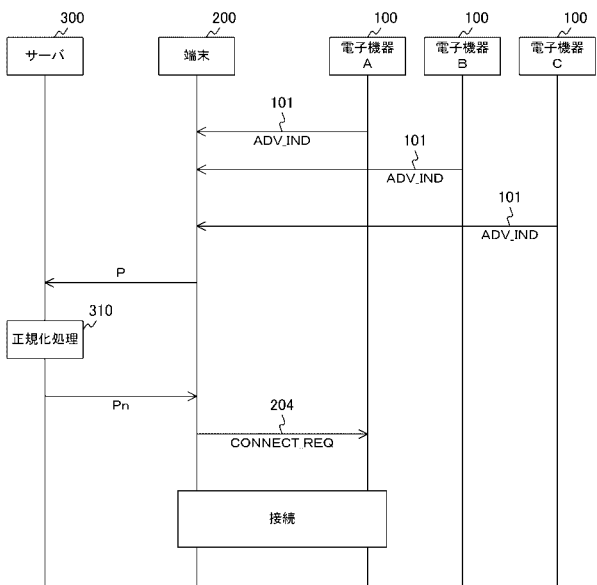 300
200
100
100
100
サーバ
端末
電子機器
A
電子機器
B
電子機器
C
101
ADV_IND
101
ADV_IND
101
ADV_IND
P
310
正規化処理
Pn
204
CONNECT_REQ
接続